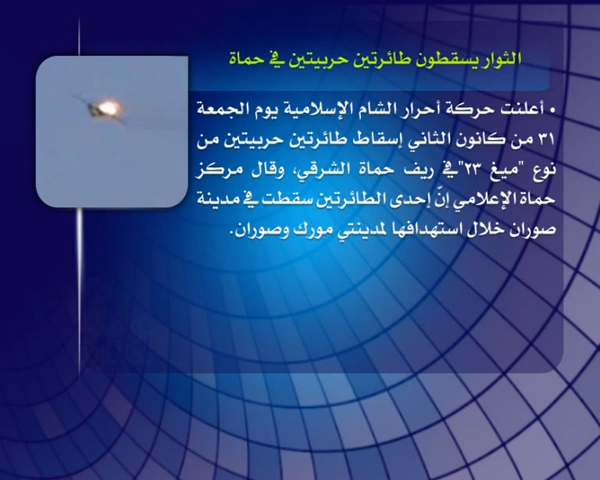 الثوار يسقطون طائرتين حربيتين في حماة
• أعلنت حركة أحرار الشام الإسلامية يوم الجمعة
٣١ من كانون الثاني إسقاط طائرتين حربيتين من
نوع "ميغ ٢٣"في ريف حماة الشرقي، وقال مركز
حماة الإعلامي إنّ إحدى الطائرتين سقطت في مدينة
صوران خلال استهدافها لمدينتي مورك وصوران.